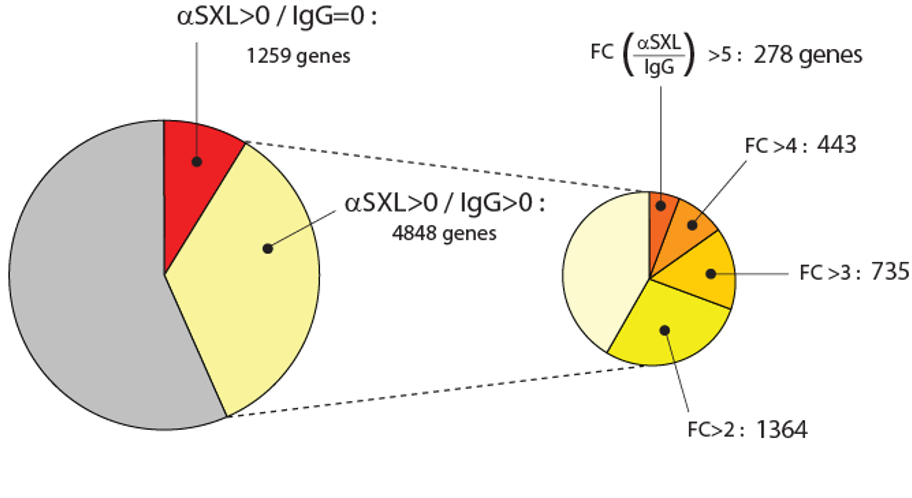 αSXL>0 / IgG=0 :
1259 genes
FC (αSXL/IgG) >5 : 278 genes
FC >4 : 443
αSXL>0 / IgG>0 :
4848 genes
FC >3 : 735
FC>2 : 1364